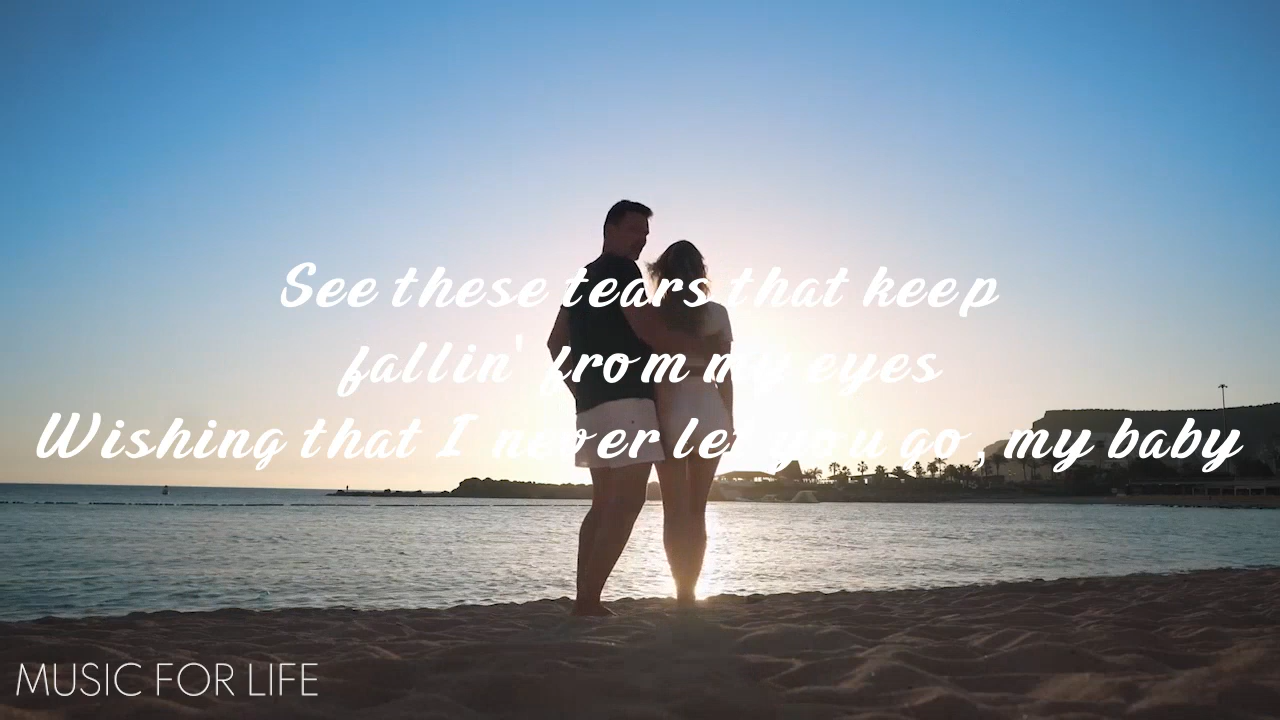 See these tears that keep
fallin' from my eyes
Wishing that I never let you go, my baby
MUSIC FOR LIFE